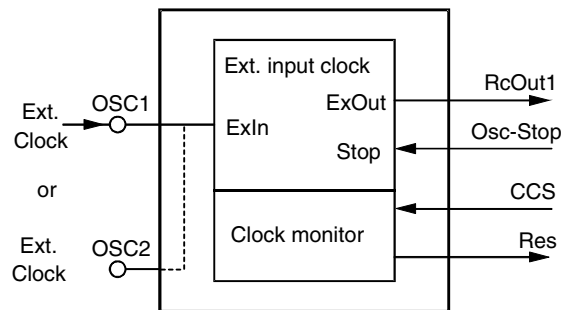 Ext. input clock
RcOut1
ExOut
Ext.
Clock
OSC1
ExIn
Osc-Stop
Stop
or
CCS
Clock monitor
Res
Ext.
Clock
OSC2